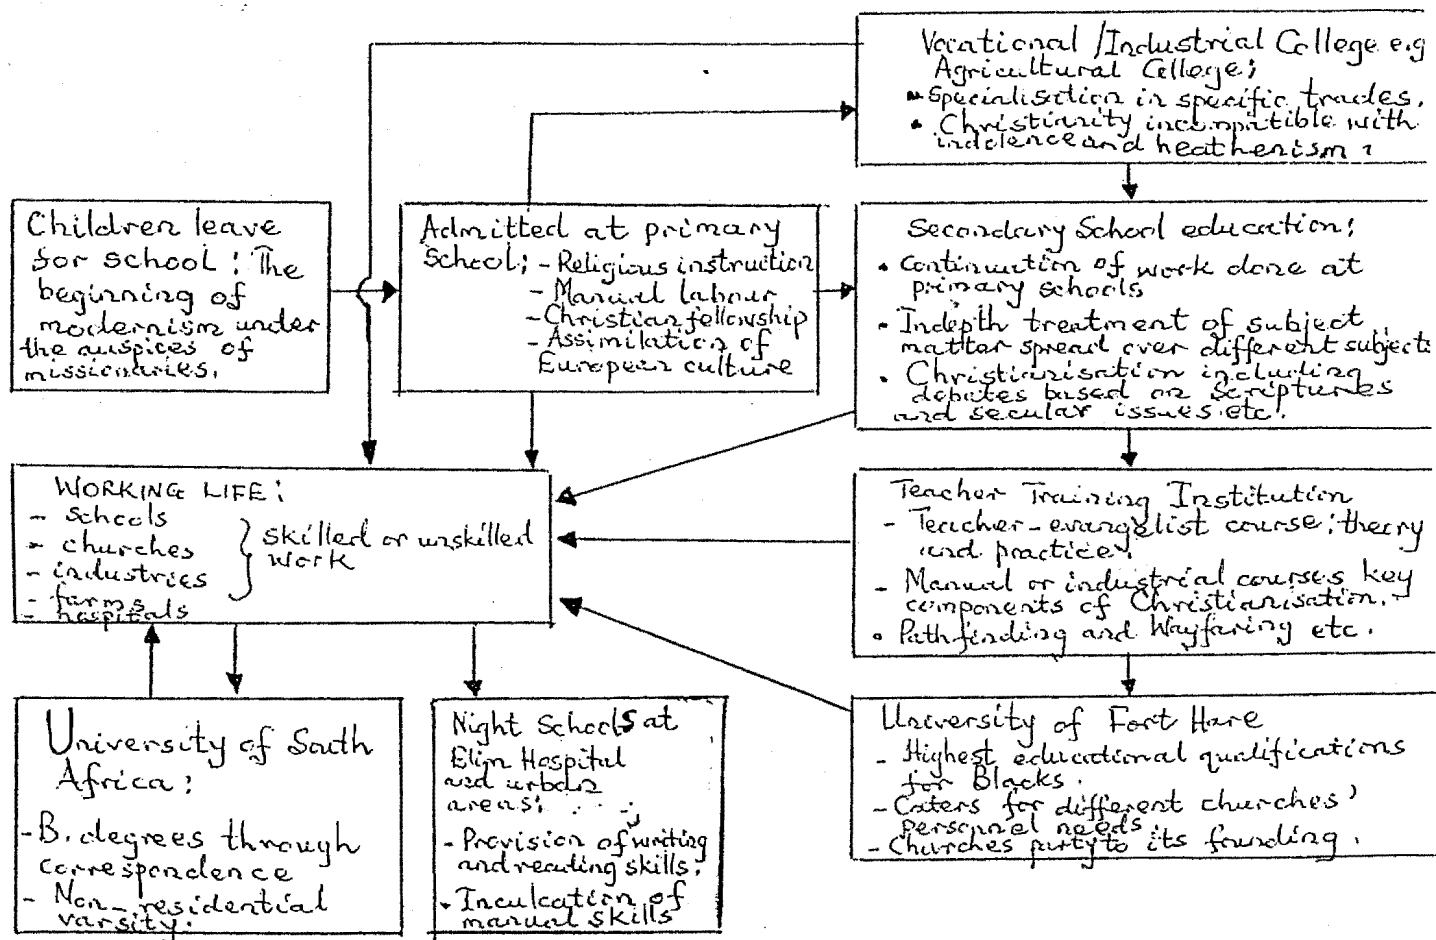 Vocational / Industrial College e.g
Agricultural College;
• specialisation in specific trades.
• Christianity incompatible with
indolence and heathenism.
Children leave
for school: The
beginning of
modernism under
the auspices of
missionaries.
Admitted at primary
school; - Religious instruction
- Manual labour
- Christian fellowship
- Assimilation of
European culture
Secondary School education;
• continuation of work done at
primary schools
• Indepth treatment of subject
matter spread over different subjects
• Christianisation including
debates based on scriptures
and secular issues etc.
WORKING LIFE:
- schools
- churches
- industries
- farms
- hospitals
skilled or unskilled
work
Teacher Training Institution
- Teacher-evangelist course: theory
and practice.
- Manual or industrial courses key
components of Christianisation.
• Pathfinding and Wayfaring etc.
University of South
Africa:
- B. degrees through
correspondence
- Non-residential
varsity.
Night Schools at
Elim Hospital
and urban
areas:
- Provision of writing
and reading skills.
• Inculcation of
manual skills
University of Fort Hare
- Highest educational qualifications
for Blacks.
- Caters for different churches'
personnel needs.
- Churches party to its founding.